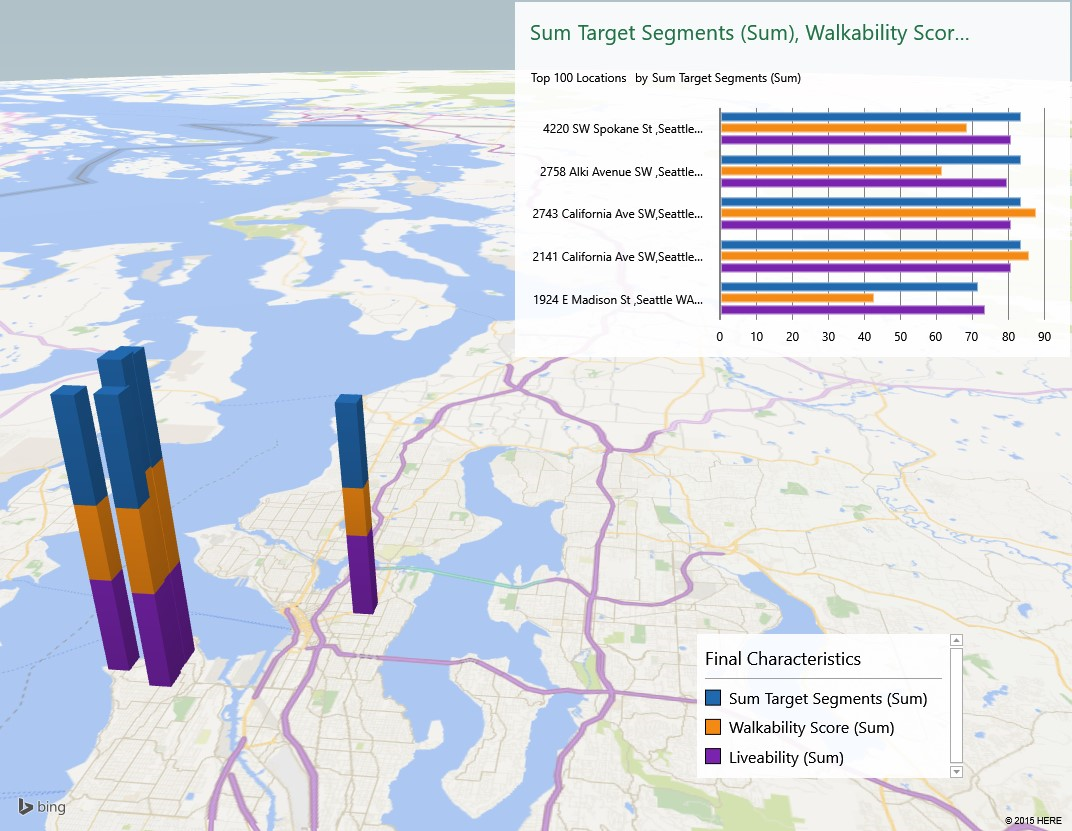 Sum Target Segments (Sum), Walkability Scor...
Top 100 Locations by Sum Target Segments (Sum)
4220 SW Spokane St ,Seattle...
2758 Alki Avenue SW ,Seattle...
2743 California Ave SW,Seattle...
2141 California Ave SW,Seattle...
1924 E Madison St ,Seattle WA...
0 10 20 30 40 50 60 70 80 90
Final Characteristics
Sum Target Segments (Sum)
Walkability Score (Sum)
Liveability (Sum)
bing
© 2015 HERE